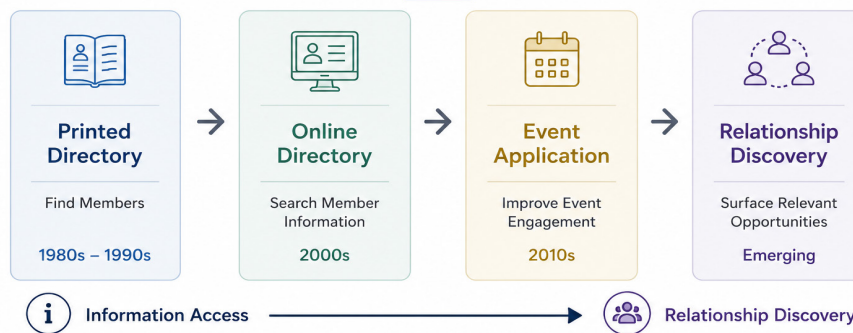 Printed
Directory
Find Members
1980s – 1990s
Online
Directory
Search Member
Information
2000s
Event
Application
Improve Event
Engagement
2010s
Relationship
Discovery
Surface Relevant
Opportunities
Emerging
i
Information Access
Relationship Discovery